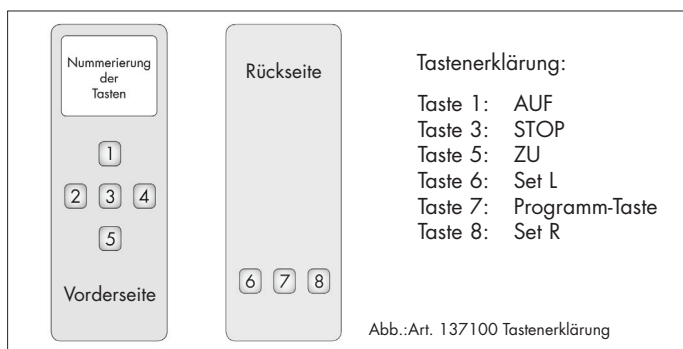 Nummerierung
der
Tasten
1
2 3 4
5
Vorderseite
Rückseite
6 7 8
Tastenerklärung:
Taste 1: AUF
Taste 3: STOP
Taste 5: ZU
Taste 6: Set L
Taste 7: Programm-Taste
Taste 8: Set R
Abb.:Art. 137100 Tastenerklärung